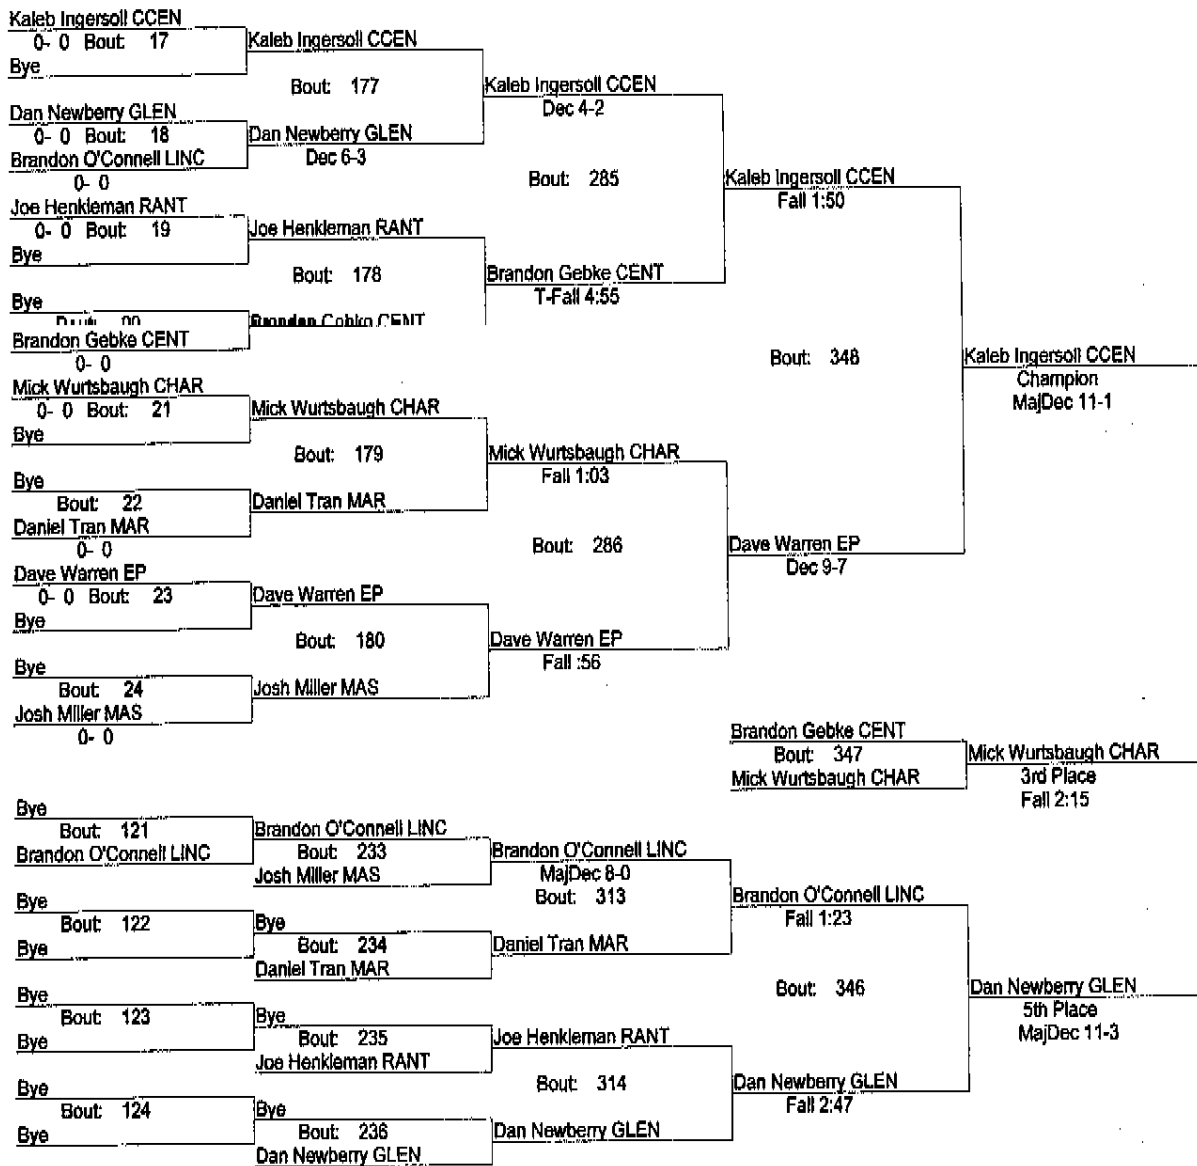 Kaleb Ingersoll CCEN
0- 0 Bout: 17
Bye
Kaleb Ingersoll CCEN
Bout: 177
Dan Newberry GLEN
0- 0 Bout: 18
Brandon O'Connell LINC
0- 0
Dan Newberry GLEN
Dec 6-3
Kaleb Ingersoll CCEN
Dec 4-2
Bout: 285
Joe Henkleman RANT
0- 0 Bout: 19
Bye
Joe Henkleman RANT
Bout: 178
Bye
Brandon Gebke CENT
0- 0
Brandon Gebke CENT
T-Fall 4:55
Kaleb Ingersoll CCEN
Fall 1:50
Bout: 348
Mick Wurtsbaugh CHAR
0- 0 Bout: 21
Bye
Mick Wurtsbaugh CHAR
Bout: 179
Bye
Bout: 22
Daniel Tran MAR
0- 0
Daniel Tran MAR
Mick Wurtsbaugh CHAR
Fall 1:03
Bout: 286
Dave Warren EP
0- 0 Bout: 23
Bye
Dave Warren EP
Bout: 180
Bye
Bout: 24
Josh Miller MAS
0- 0
Josh Miller MAS
Dave Warren EP
Fall :56
Dave Warren EP
Dec 9-7
Kaleb Ingersoll CCEN
Champion
MajDec 11-1
Brandon Gebke CENT
Bout: 347
Mick Wurtsbaugh CHAR
Mick Wurtsbaugh CHAR
3rd Place
Fall 2:15
Bye
Bout: 121
Brandon O'Connell LINC
Brandon O'Connell LINC
Bout: 233
Josh Miller MAS
Brandon O'Connell LINC
MajDec 8-0
Bout: 313
Bye
Bout: 122
Bye
Bye
Bout: 234
Daniel Tran MAR
Daniel Tran MAR
Brandon O'Connell LINC
Fall 1:23
Bout: 346
Bye
Bout: 123
Bye
Bye
Bout: 235
Joe Henkleman RANT
Joe Henkleman RANT
Bout: 314
Bye
Bout: 124
Bye
Bye
Bout: 236
Dan Newberry GLEN
Dan Newberry GLEN
Dan Newberry GLEN
Fall 2:47
Dan Newberry GLEN
5th Place
MajDec 11-3